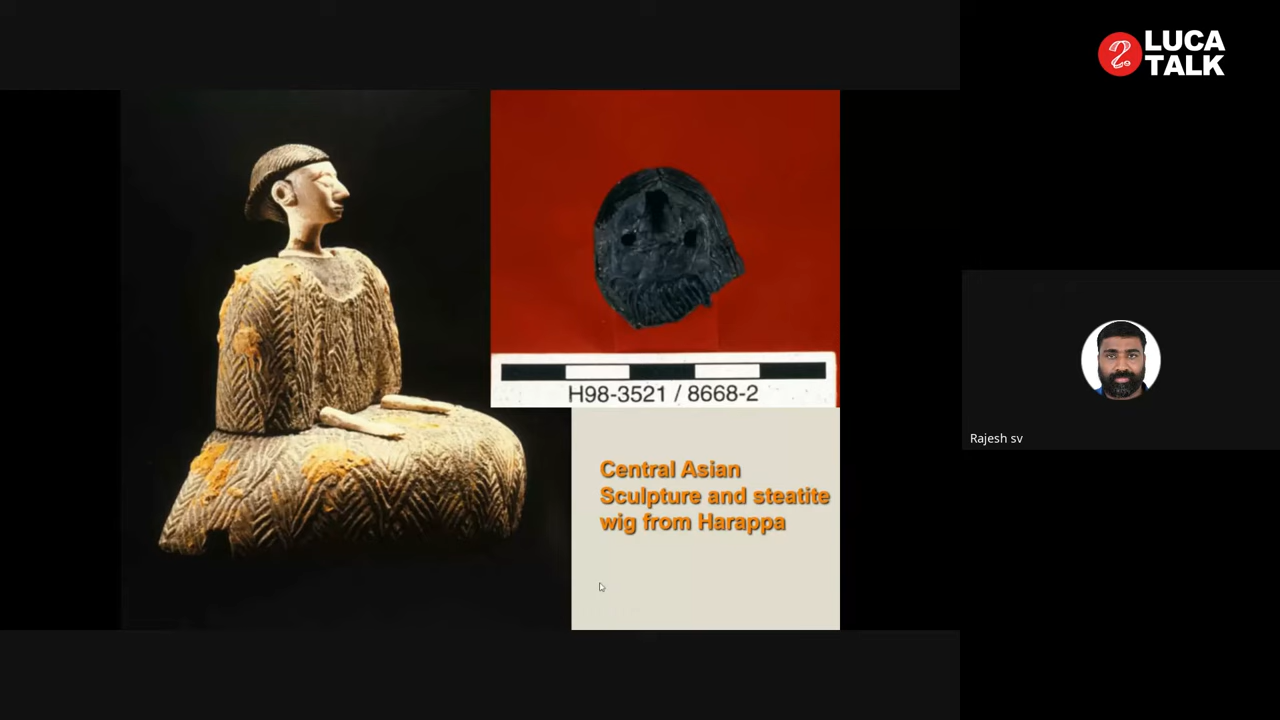 LUCA
TALK
H98-3521 / 8668-2
Central Asian
Sculpture and steatite
wig from Harappa
Rajesh sv